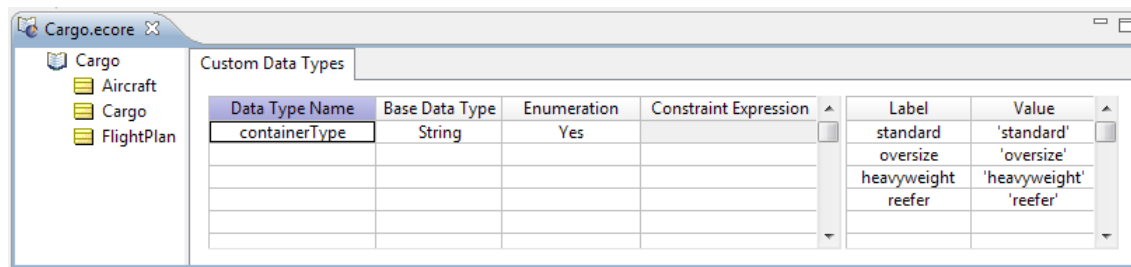 Cargo.ecore
Cargo
Aircraft
Cargo
FlightPlan
Custom Data Types
Data Type Name Base Data Type Enumeration Constraint Expression Label Value
containerType String Yes standard 'standard'
oversize 'oversize'
heavyweight 'heavyweight'
reefer 'reefer'